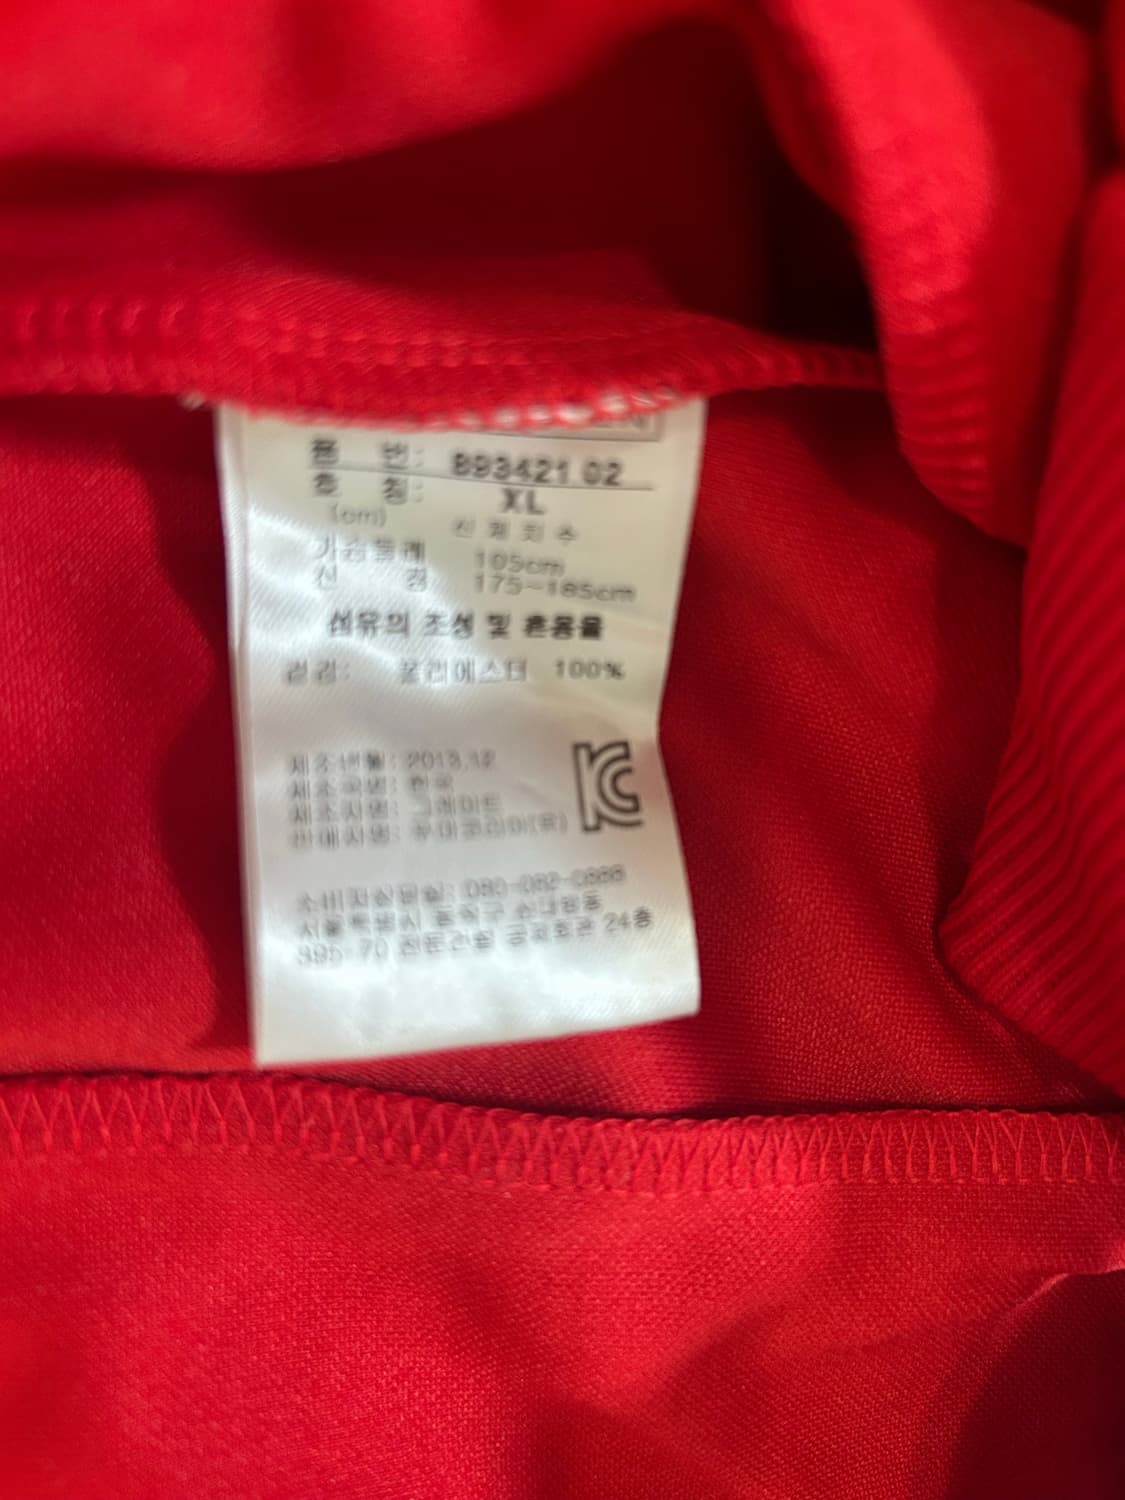 품 번: 893421 02
호 칭: XL
(cm) 신체치수
가슴둘레 105cm
신 장 175~185cm
섬유의 조성 및 혼용율
겉감: 폴리에스터 100%
제조년월: 2013.12
제조국명: 한국
제조자명: 그레이트
판매자명: 푸마코리아(유)
KC
소비자상담실: 080-082-0886
서울특별시 동작구 신대방동
395-70 전문건설 공제회관 24층